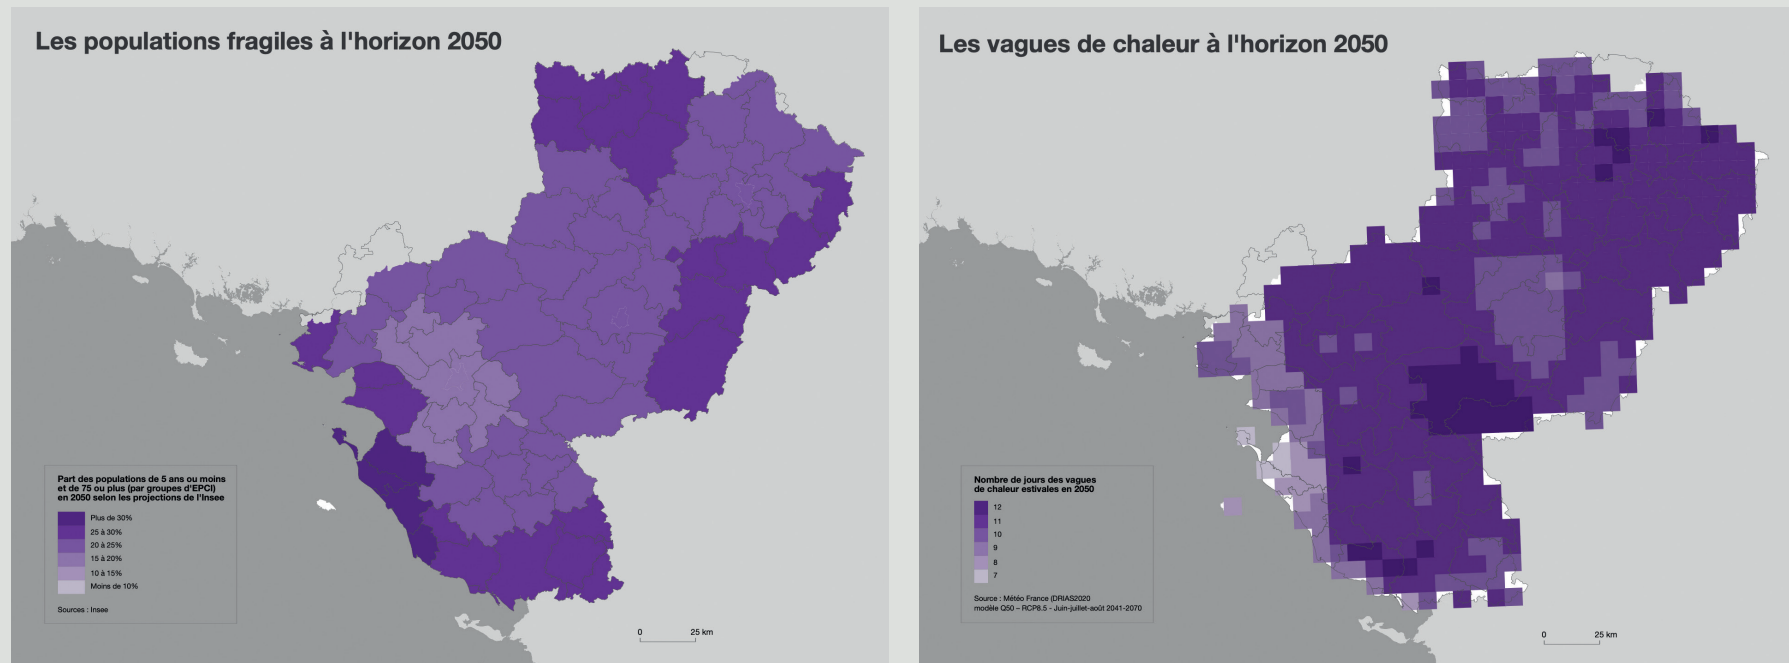 Les populations fragiles à l'horizon 2050
Part des populations de 5 ans ou moins
et de 75 ou plus (par groupes d'EPCI)
en 2050 selon les projections de l'Insee
Plus de 30%
25 à 30%
20 à 25%
15 à 20%
10 à 15%
Moins de 10%
Sources : Insee
0 25 km
Les vagues de chaleur à l'horizon 2050
Nombre de jours des vagues
de chaleur estivales en 2050
12
11
10
9
8
7
Source : Météo France (DRIAS2020
modèle Q50 – RCP8.5 - Juin-juillet-août 2041-2070
0 25 km